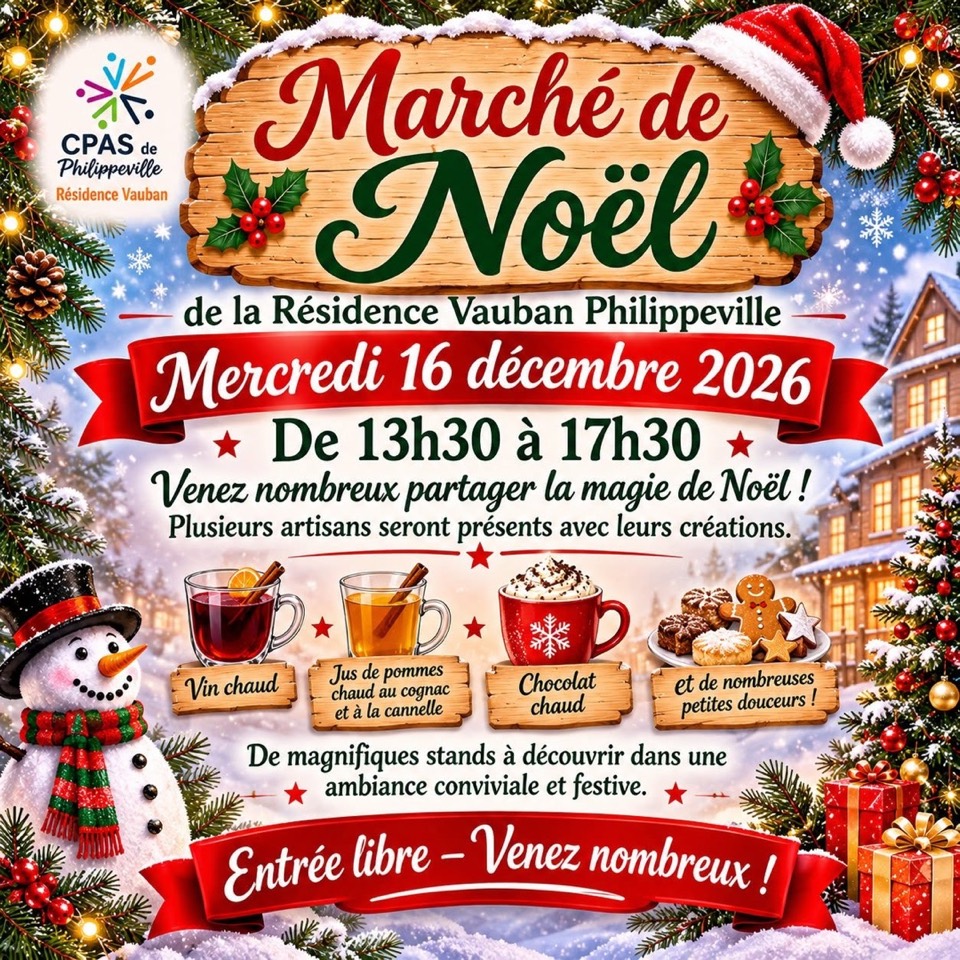 CPAS de
Philippeville
Résidence Vauban
Marché de
Noël
de la Résidence Vauban Philippeville
Mercredi 16 décembre 2026
De 13h30 à 17h30
Venez nombreux partager la magie de Noël !
Plusieurs artisans seront présents avec leurs créations.
Vin chaud
Jus de pommes
chaud au cognac
et à la cannelle
Chocolat
chaud
et de nombreuses
petites douceurs !
De magnifiques stands à découvrir dans une
ambiance conviviale et festive.
Entrée libre – Venez nombreux !